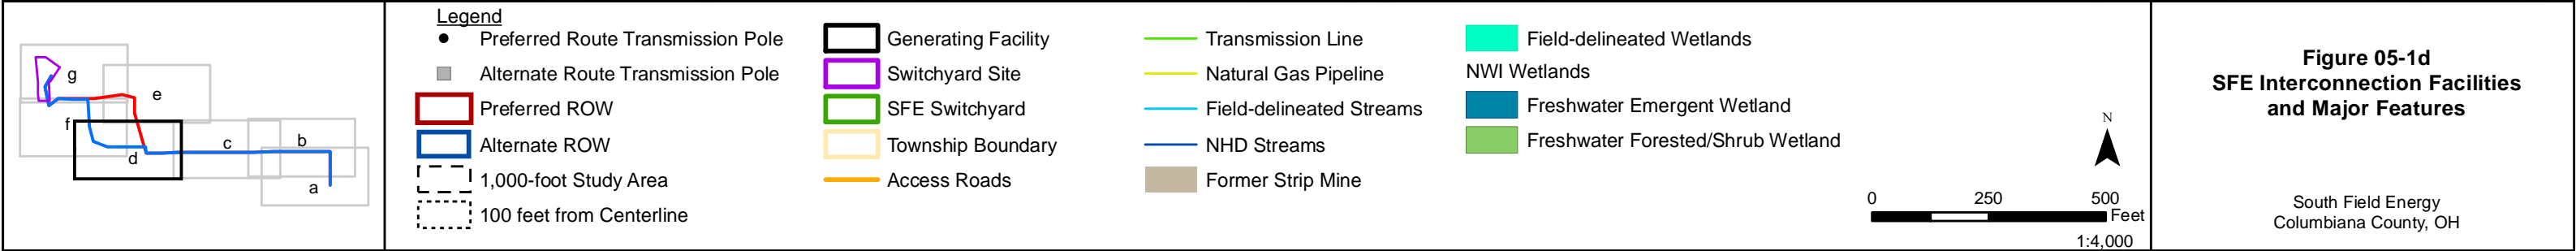 g
e
f
d
c
b
a
Legend
Preferred Route Transmission Pole
Alternate Route Transmission Pole
Preferred ROW
Alternate ROW
1,000-foot Study Area
100 feet from Centerline
Generating Facility
Switchyard Site
SFE Switchyard
Township Boundary
Access Roads
Transmission Line
Natural Gas Pipeline
Field-delineated Streams
NHD Streams
Former Strip Mine
Field-delineated Wetlands
NWI Wetlands
Freshwater Emergent Wetland
Freshwater Forested/Shrub Wetland
N
0 250 500
Feet
1:4,000
Figure 05-1d
SFE Interconnection Facilities
and Major Features
South Field Energy
Columbiana County, OH